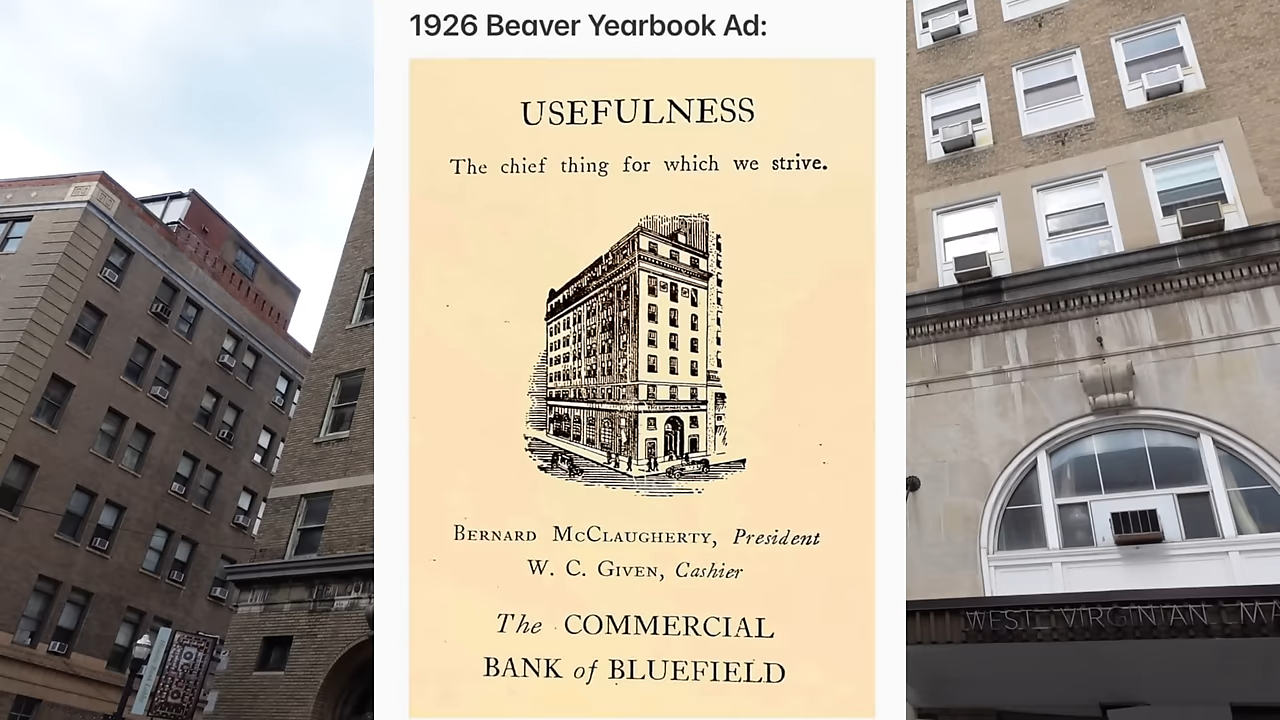 1926 Beaver Yearbook Ad:
USEFULNESS
The chief thing for which we strive.
BERNARD MCCLAUGHERTY, President
W. C. GIVEN, Cashier
The COMMERCIAL
BANK of BLUEFIELD
WEST VIRGINIAN MA